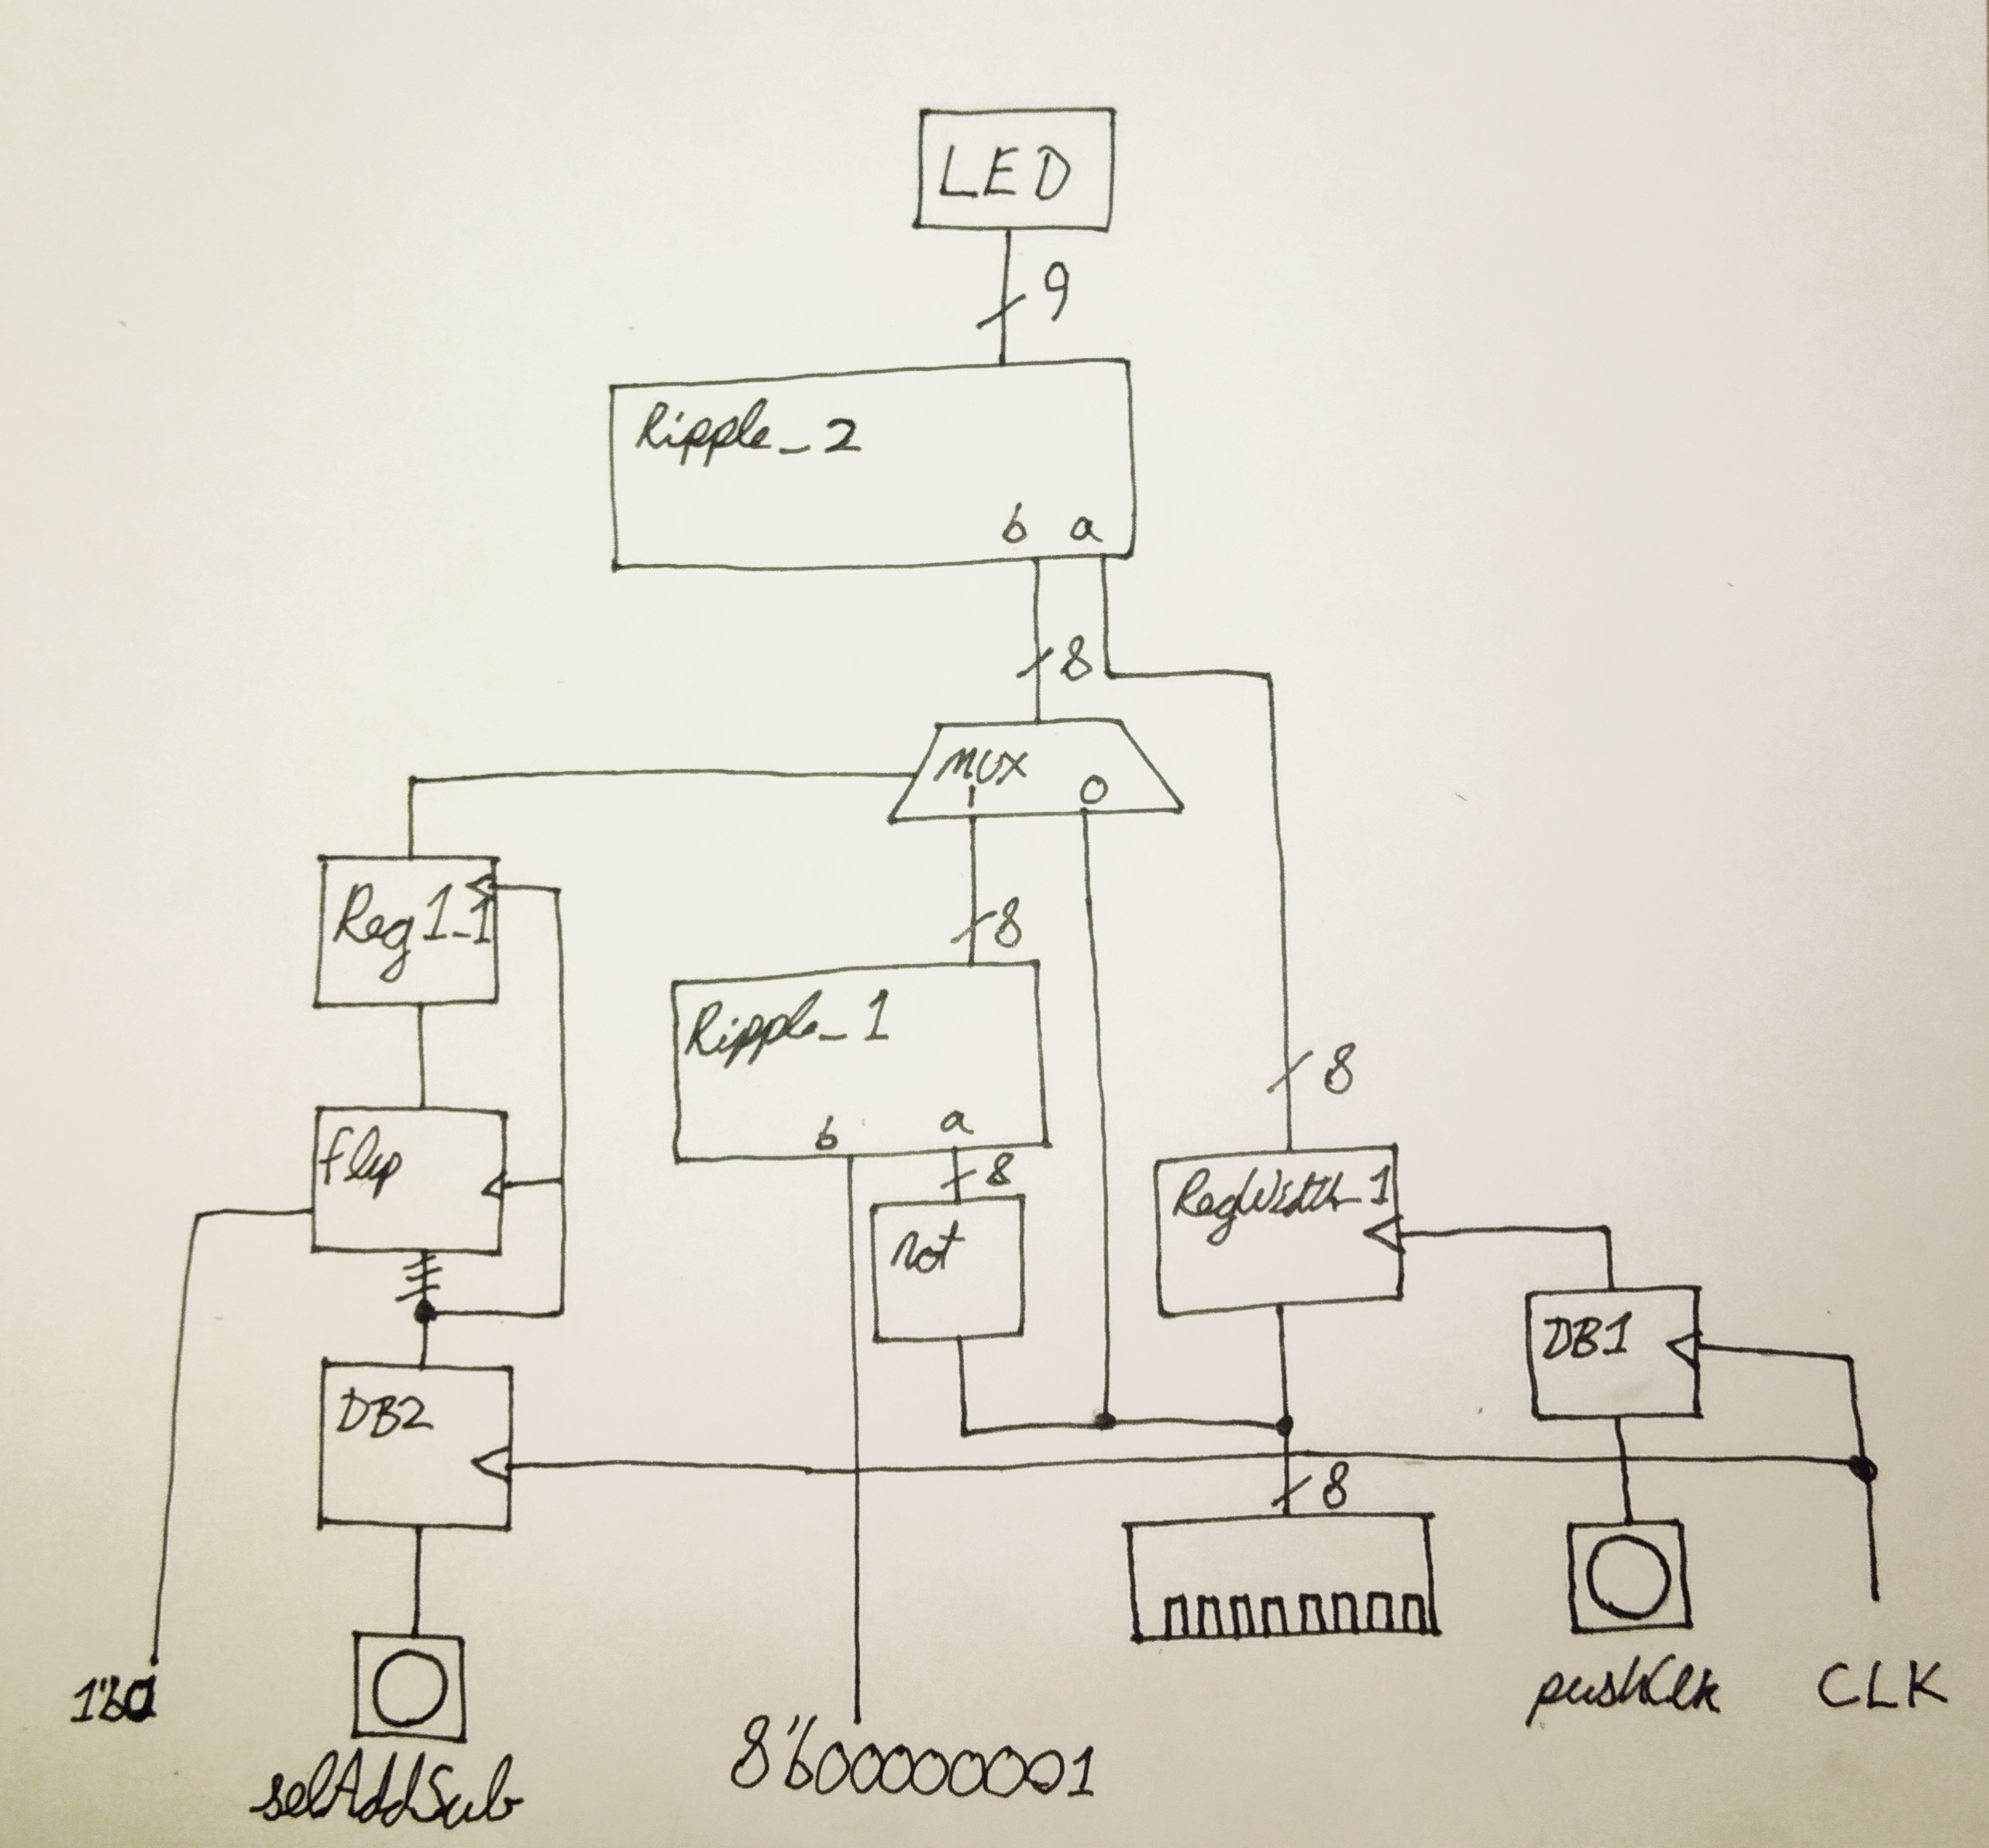 LED
9
Ripple_2
b a
8
MUX
1 0
Reg1_1
8
Ripple_1
8
b a
flip
8
RegWidth_1
not
DB1
DB2
8
1'b0
selAddSub
8'b00000001
pushClk
CLK